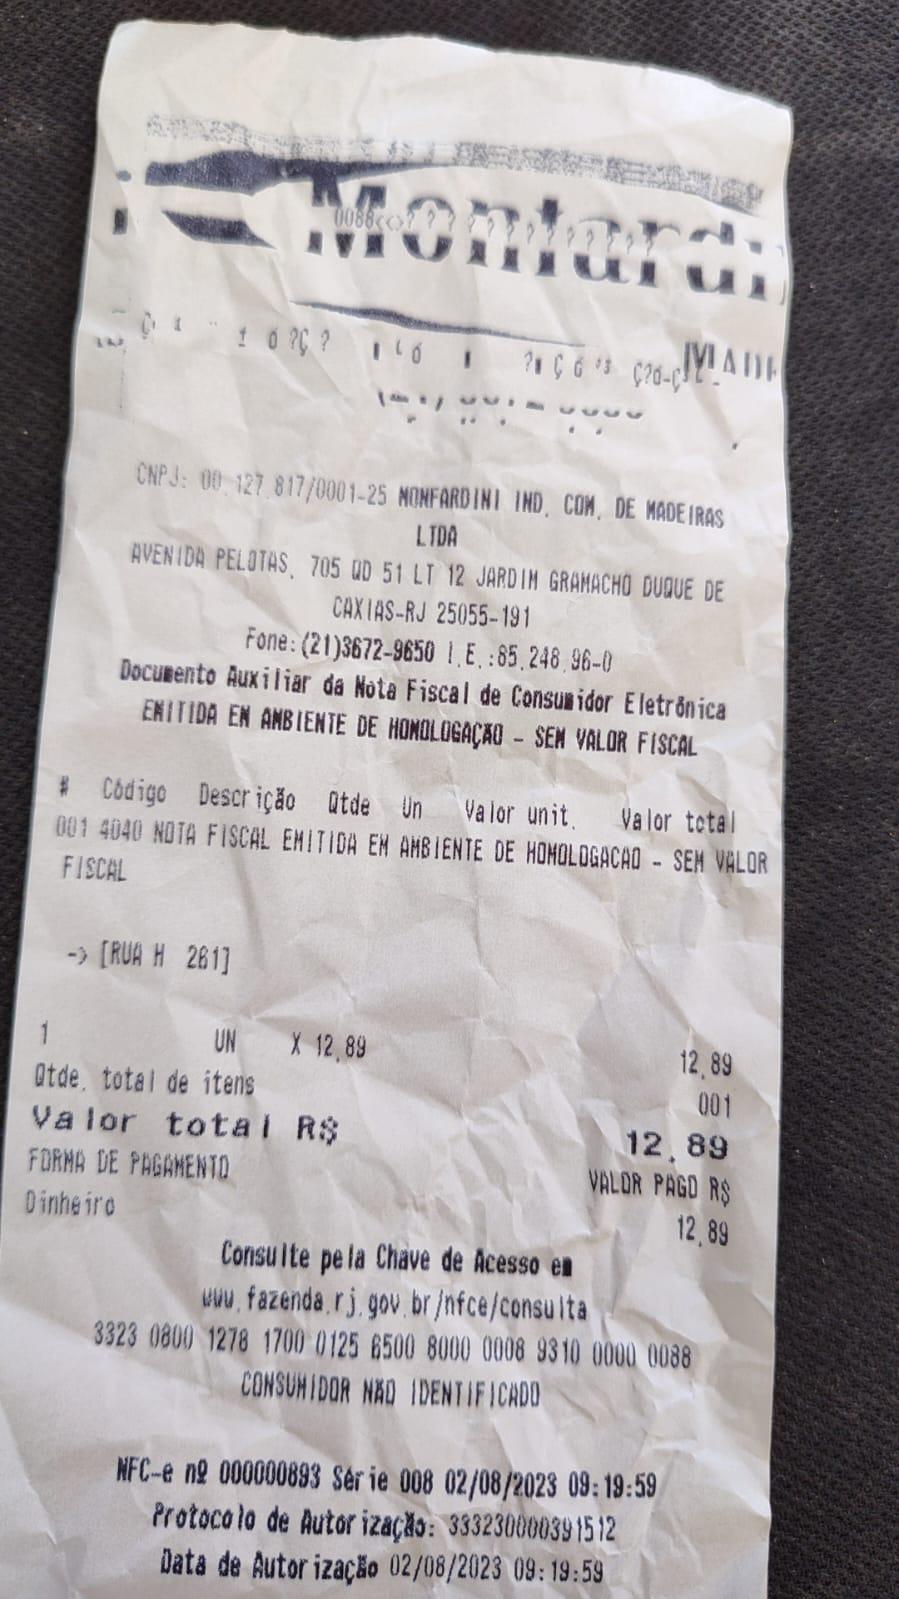 Monfardi
0088
CNPJ: 00.127.817/0001-25 MONFARDINI IND. COM. DE MADEIRAS
LTDA
AVENIDA PELOTAS, 705 QD 51 LT 12 JARDIM GRAMACHO DUQUE DE
CAXIAS-RJ 25055-191
Fone:(21)3672-9650 I.E.:85.248.96-0
Documento Auxiliar da Nota Fiscal de Consumidor Eletrônica
EMITIDA EM AMBIENTE DE HOMOLOGAÇÃO - SEM VALOR FISCAL
# Código Descrição Qtde Un Valor unit. Valor total
001 4040 NOTA FISCAL EMITIDA EM AMBIENTE DE HOMOLOGACAO - SEM VALOR
FISCAL
-> [RUA H 261]
1 UN X 12,89 12,89
Qtde. total de itens 001
Valor total R$ 12,89
FORMA DE PAGAMENTO VALOR PAGO R$
Dinheiro 12,89
Consulte pela Chave de Acesso em
www.fazenda.rj.gov.br/nfce/consulta
3323 0800 1278 1700 0125 6500 8000 0008 9310 0000 0088
CONSUMIDOR NÃO IDENTIFICADO
NFC-e nº 000000893 Série 008 02/08/2023 09:19:59
Protocolo de Autorização: 333230000391512
Data de Autorização 02/08/2023 09:19:59